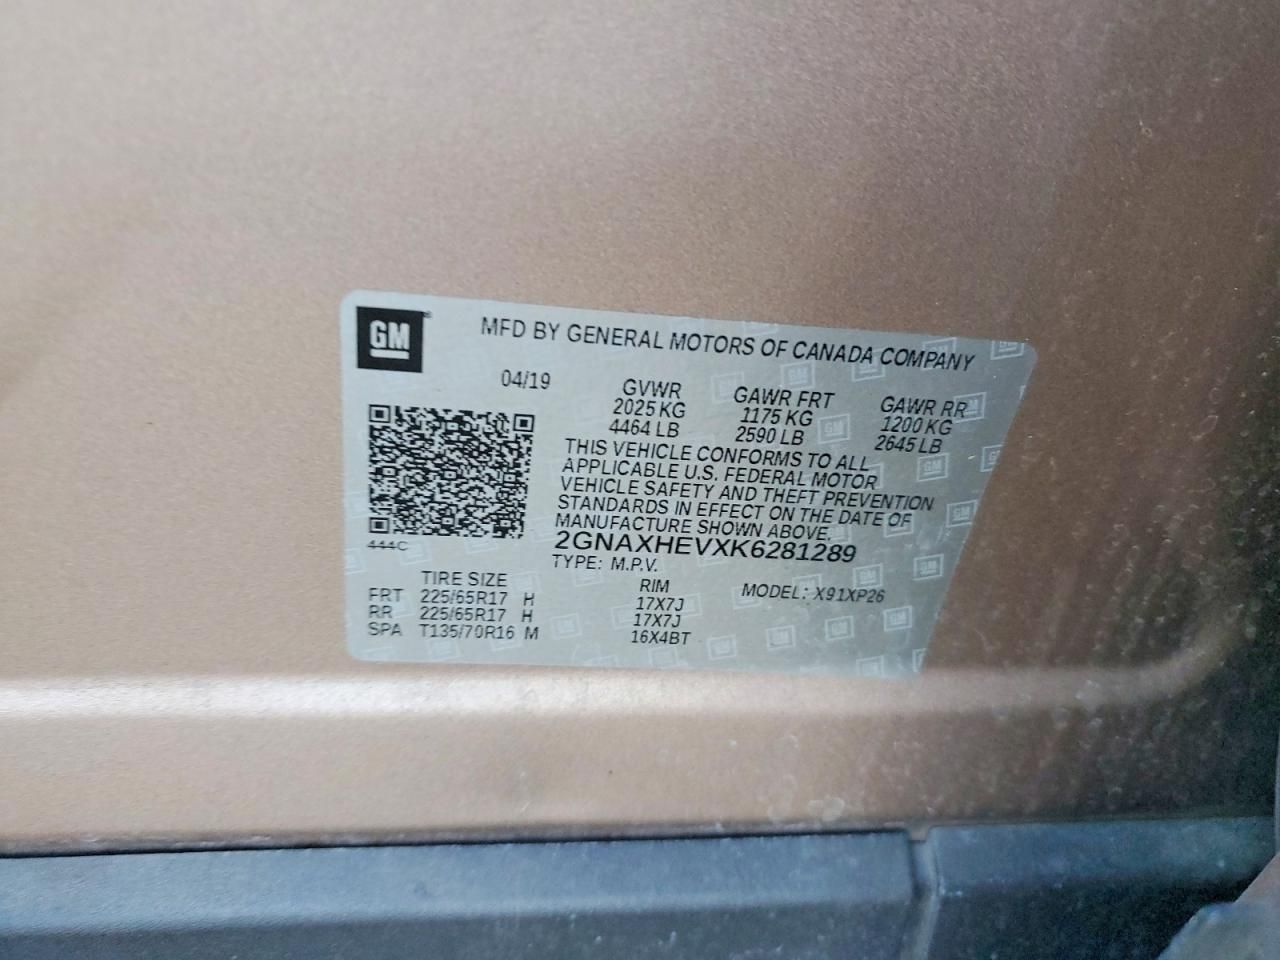 GM
MFD BY GENERAL MOTORS OF CANADA COMPANY
04/19
GVWR GAWR FRT GAWR RR
2025 KG 1175 KG 1200 KG
4464 LB 2590 LB 2645 LB
THIS VEHICLE CONFORMS TO ALL
APPLICABLE U.S. FEDERAL MOTOR
VEHICLE SAFETY AND THEFT PREVENTION
STANDARDS IN EFFECT ON THE DATE OF
MANUFACTURE SHOWN ABOVE.
2GNAXHEVXK6281289
444C
TYPE: M.P.V.
TIRE SIZE RIM MODEL: X91XP26
FRT 225/65R17 H 17X7J
RR 225/65R17 H 17X7J
SPA T135/70R16 M 16X4BT